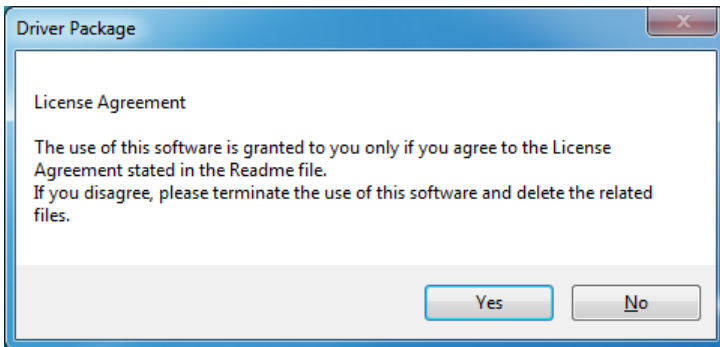 Driver Package
License Agreement
The use of this software is granted to you only if you agree to the License
Agreement stated in the Readme file.
If you disagree, please terminate the use of this software and delete the related
files.
Yes
No